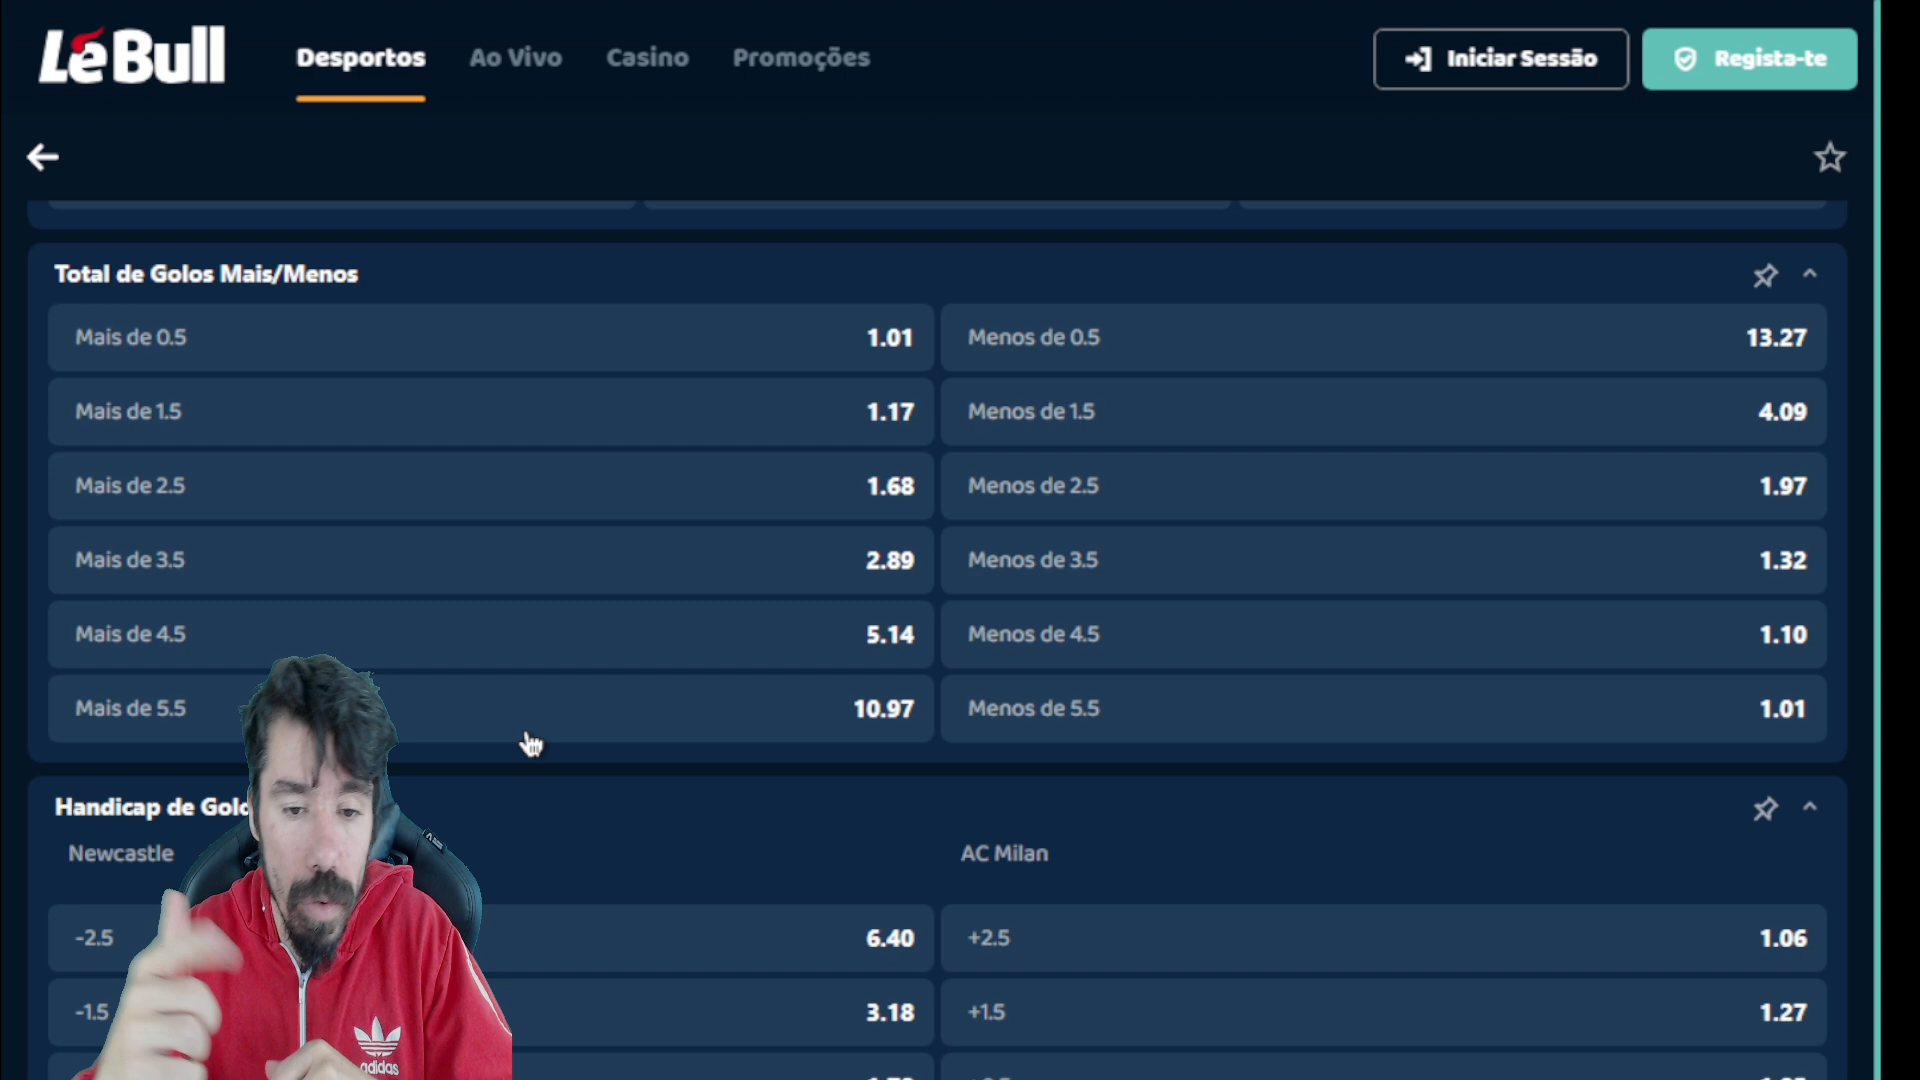 LeBull Desportos Ao Vivo Casino Promoções Iniciar Sessão Regista-te
Total de Golos Mais/Menos
Mais de 0.5 1.01 Menos de 0.5 13.27
Mais de 1.5 1.17 Menos de 1.5 4.09
Mais de 2.5 1.68 Menos de 2.5 1.97
Mais de 3.5 2.89 Menos de 3.5 1.32
Mais de 4.5 5.14 Menos de 4.5 1.10
Mais de 5.5 10.97 Menos de 5.5 1.01
Handicap de
Newcastle AC Milan
-2.5 6.40 +2.5 1.06
-1.5 3.18 +1.5 1.27
adidas